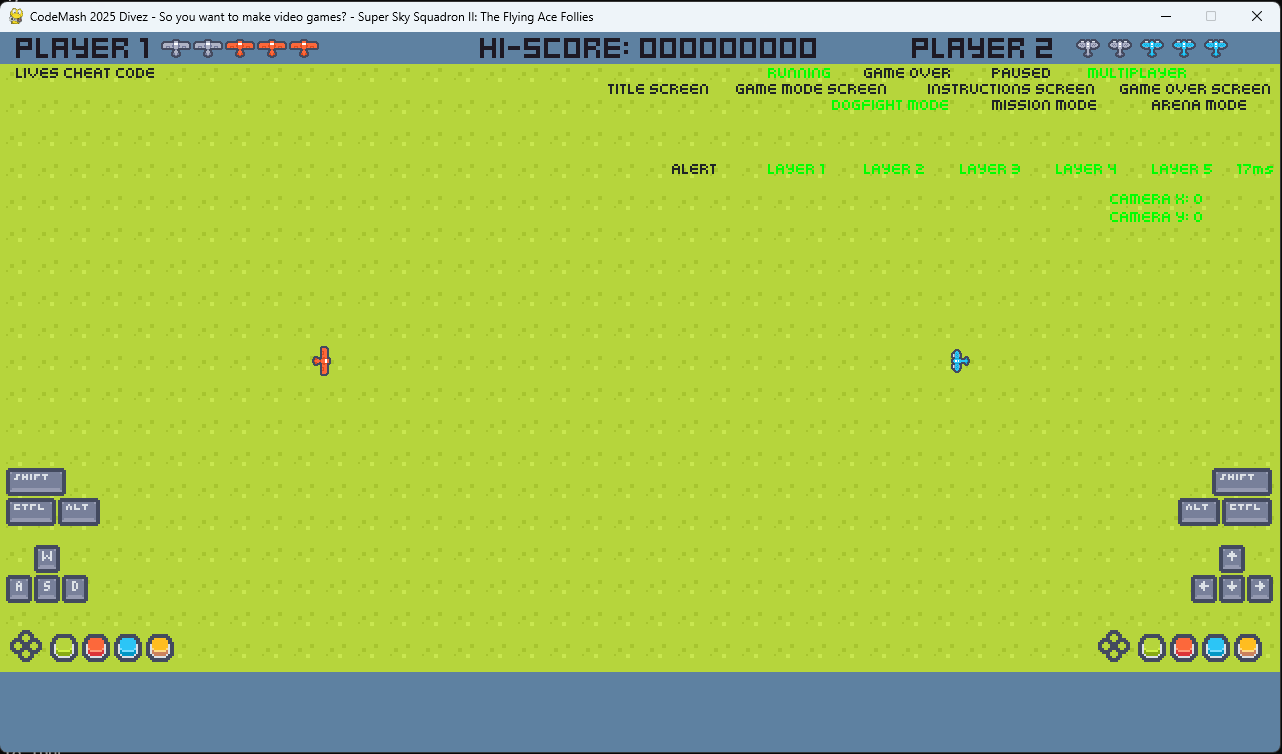 CodeMash 2025 Divez - So you want to make video games? - Super Sky Squadron II: The Flying Ace Follies
PLAYER 1 HI-SCORE: 000000000 PLAYER 2
LIVES CHEAT CODE RUNNING GAME OVER PAUSED MULTIPLAYER
TITLE SCREEN GAME MODE SCREEN INSTRUCTIONS SCREEN GAME OVER SCREEN
DOGFIGHT MODE MISSION MODE ARENA MODE
ALERT LAYER 1 LAYER 2 LAYER 3 LAYER 4 LAYER 5 17ms
CAMERA X: 0
CAMERA Y: 0
SHIFT SHIFT
CTRL ALT ALT CTRL
W
A S D